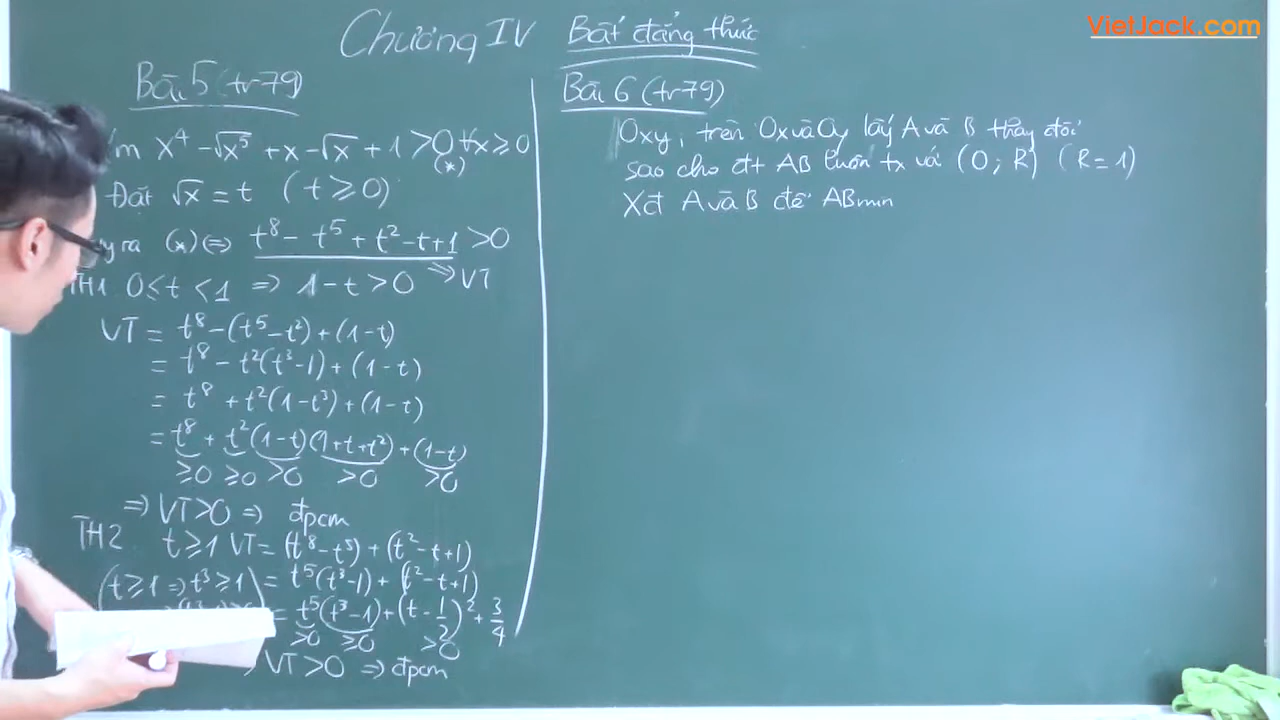 VietJack.com
Chương IV Bất đẳng thức
Bài 5 (tr79)
x⁴ - √x⁵ + x - √x + 1 > 0 ∀x ≥ 0
(*)
Đặt √x = t (t ≥ 0)
ra (*) ⇔ t⁸ - t⁵ + t² - t + 1 > 0
⇒ VT
TH1 0 ≤ t < 1 ⇒ 1 - t > 0
VT = t⁸ - (t⁵ - t²) + (1 - t)
= t⁸ - t²(t³ - 1) + (1 - t)
= t⁸ + t²(1 - t³) + (1 - t)
= t⁸ + t²(1 - t)(1 + t + t²) + (1 - t)
≥0 ≥0 >0 >0 >0
⇒ VT > 0 ⇒ đpcm
TH2 t ≥ 1 VT = (t⁸ - t⁵) + (t² - t + 1)
(t ≥ 1 ⇒ t³ ≥ 1 = t⁵(t³ - 1) + (t² - t + 1)
= t⁵(t³ - 1) + (t - 1/2)² + 3/4
>0 ≥0 >0
VT > 0 ⇒ đpcm
Bài 6 (tr79)
Oxy, trên Ox và Oy lấy A và B thay đổi
sao cho đt AB luôn tx với (O; R) (R = 1)
Xđ A và B để ABmin